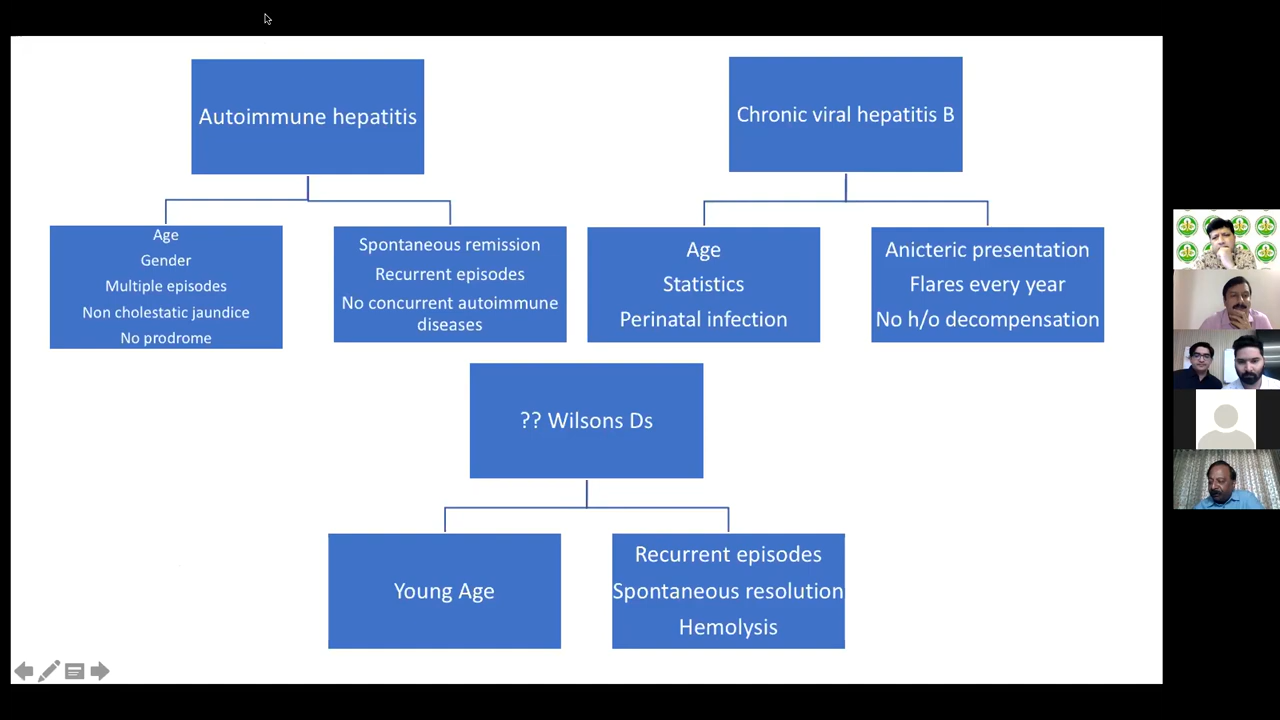 Autoimmune hepatitis
Age
Gender
Multiple episodes
Non cholestatic jaundice
No prodrome
Spontaneous remission
Recurrent episodes
No concurrent autoimmune
diseases
Chronic viral hepatitis B
Age
Statistics
Perinatal infection
Anicteric presentation
Flares every year
No h/o decompensation
?? Wilsons Ds
Young Age
Recurrent episodes
Spontaneous resolution
Hemolysis